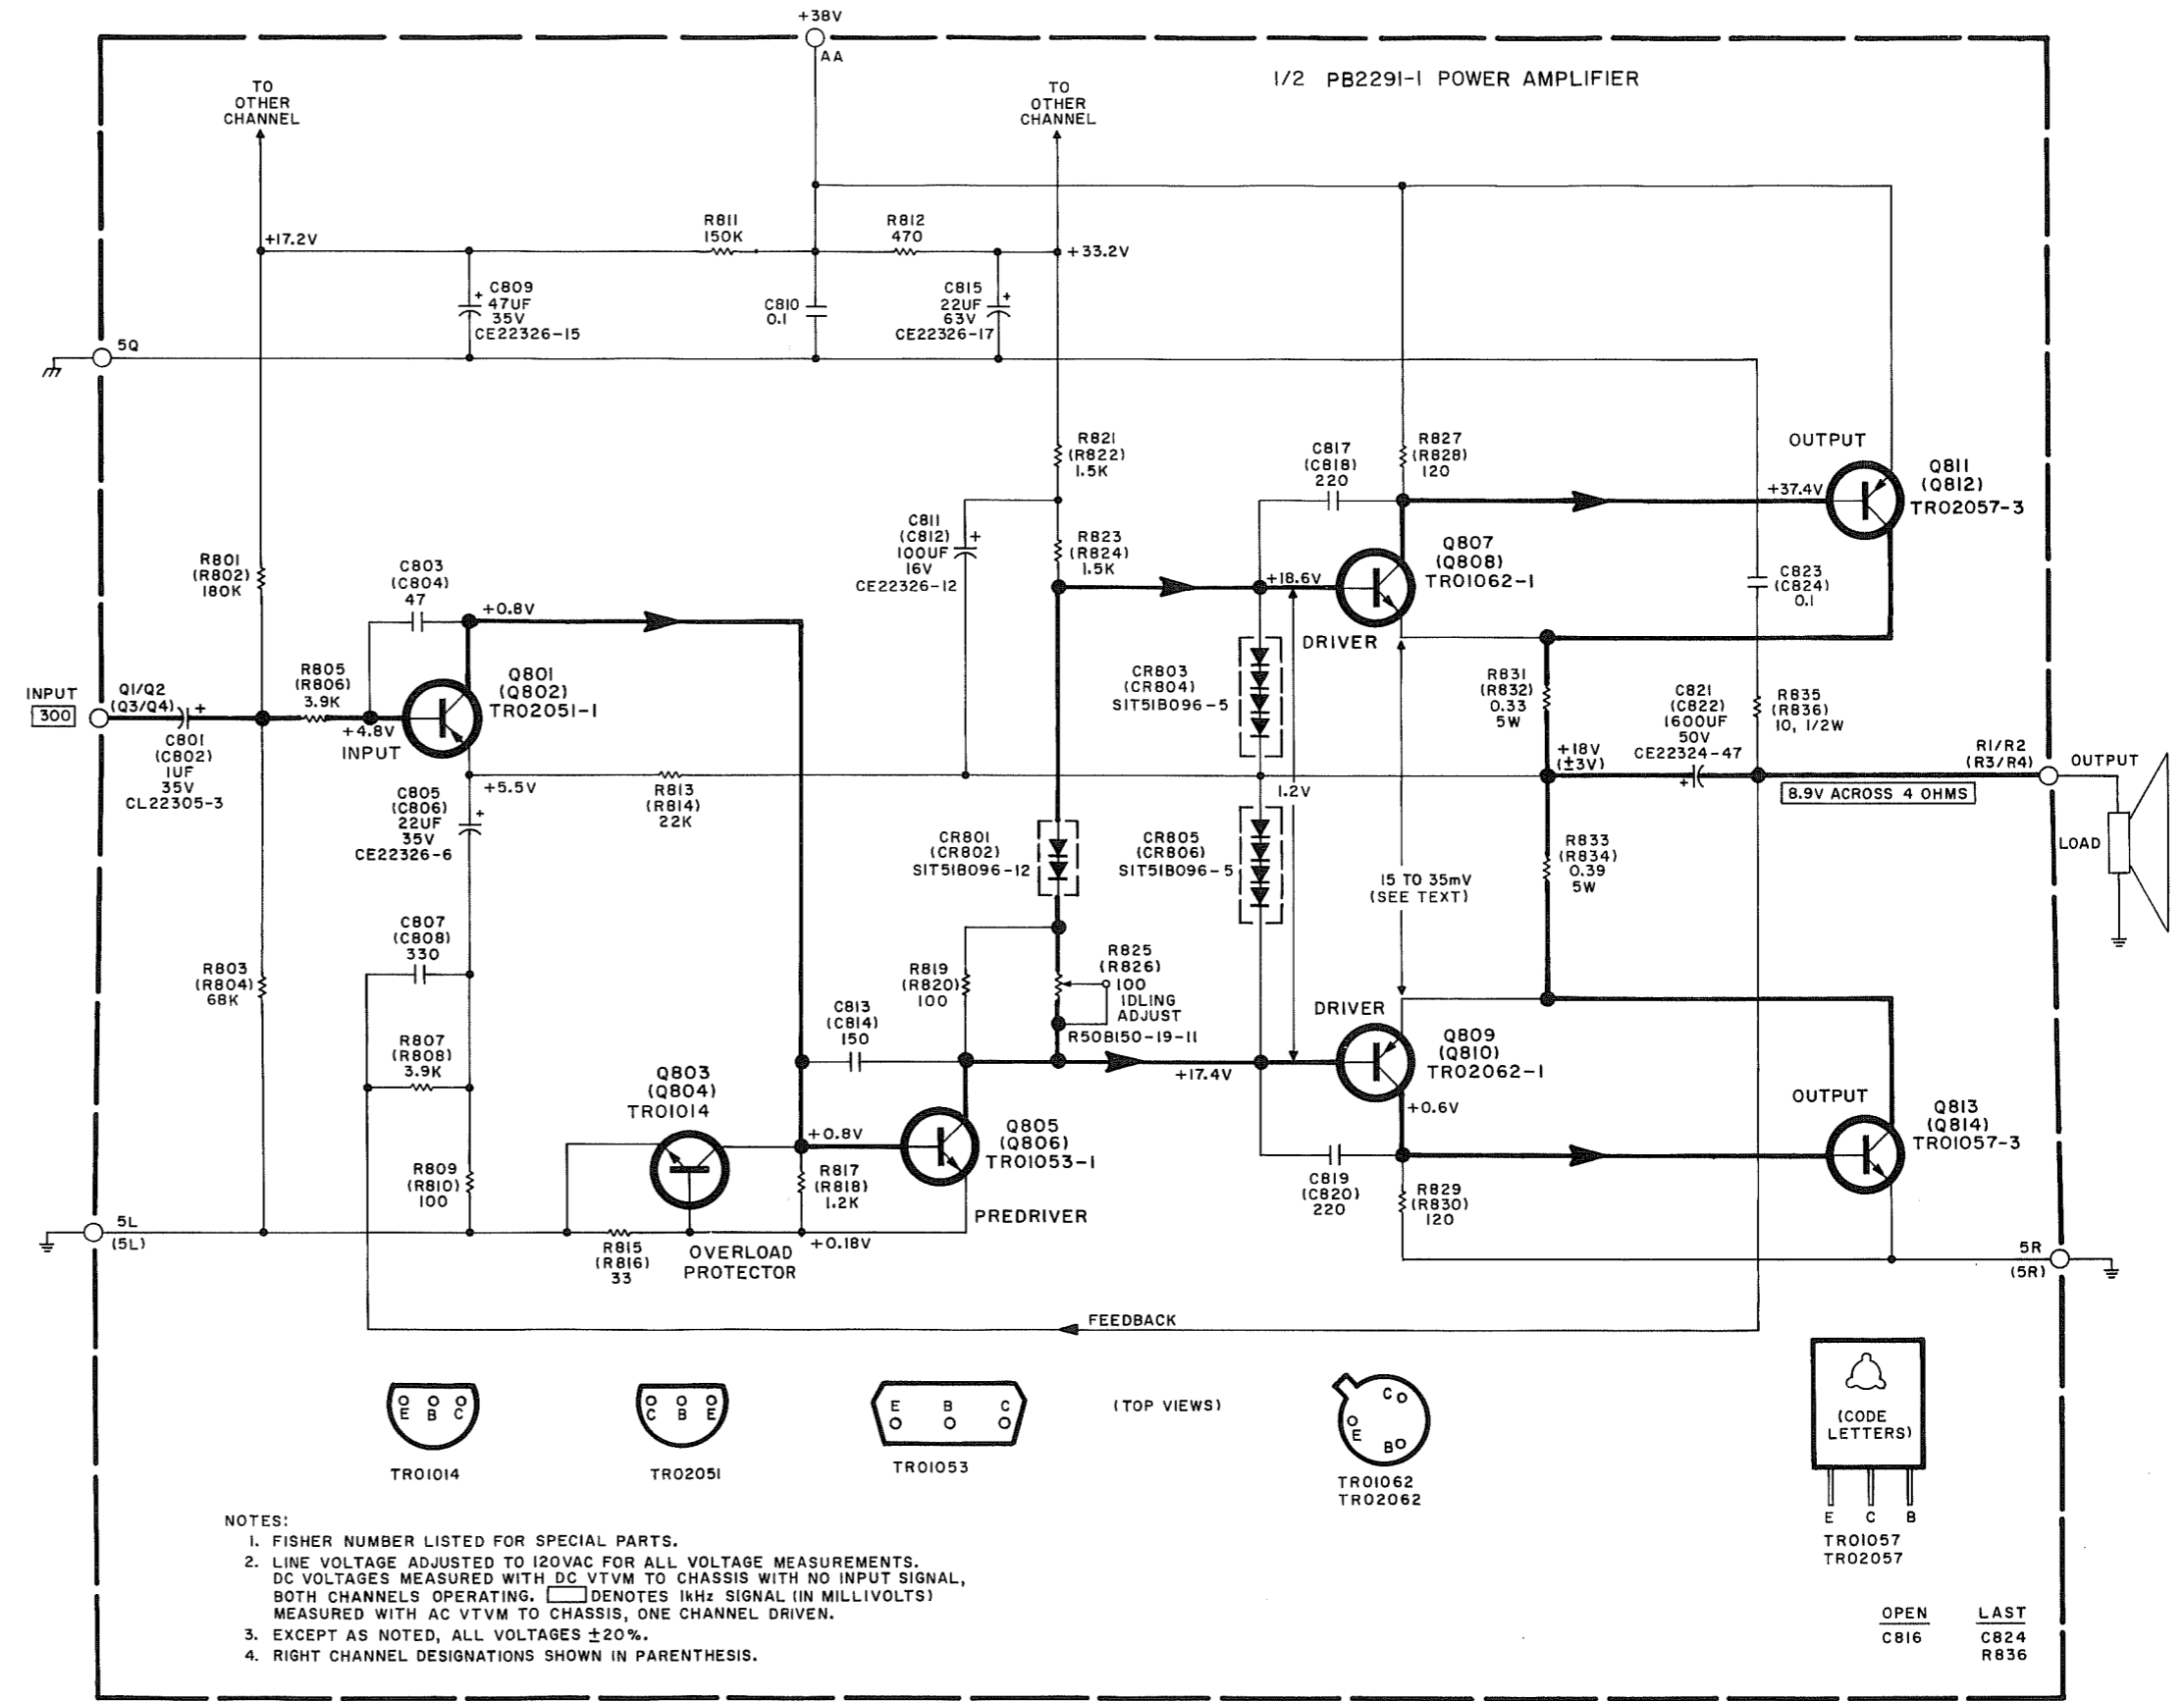 +38V
AA
1/2 PB2291-1 POWER AMPLIFIER
TO
OTHER
CHANNEL
TO
OTHER
CHANNEL
+17.2V
R811
150K
R812
470
+33.2V
C809
47UF
35V
CE22326-15
C810
0.1
C815
22UF
63V
CE22326-17
5Q
R821
(R822)
1.5K
C817
(C818)
220
R827
(R828)
120
OUTPUT
+37.4V
Q811
(Q812)
TR02057-3
R801
(R802)
180K
C803
(C804)
47
+0.8V
C811
(C812)
100UF
16V
CE22326-12
R823
(R824)
1.5K
+18.6V
Q807
(Q808)
TR01062-1
DRIVER
C823
(C824)
0.1
INPUT
300
Q1/Q2
(Q3/Q4)
C801
(C802)
1UF
35V
CL22305-3
R805
(R806)
3.9K
+4.8V
INPUT
Q801
(Q802)
TR02051-1
CR803
(CR804)
SIT51B096-5
R831
(R832)
0.33
5W
C821
(C822)
1600UF
50V
CE22324-47
R835
(R836)
10, 1/2W
+18V
(±3V)
R1/R2
(R3/R4)
OUTPUT
8.9V ACROSS 4 OHMS
LOAD
+5.5V
C805
(C806)
22UF
35V
CE22326-6
R813
(R814)
22K
1.2V
CR801
(CR802)
SIT51B096-12
CR805
(CR806)
SIT51B096-5
R833
(R834)
0.39
5W
15 TO 35mV
(SEE TEXT)
C807
(C808)
330
R803
(R804)
68K
R819
(R820)
100
R825
(R826)
100
IDLING
ADJUST
R50B150-19-11
C813
(C814)
150
R807
(R808)
3.9K
Q803
(Q804)
TR01014
+17.4V
DRIVER
Q809
(Q810)
TR02062-1
+0.6V
OUTPUT
Q813
(Q814)
TR01057-3
+0.8V
Q805
(Q806)
TR01053-1
R809
(R810)
100
R817
(R818)
1.2K
C819
(C820)
220
R829
(R830)
120
PREDRIVER
5L
(5L)
R815
(R816)
33
OVERLOAD
PROTECTOR
+0.18V
5R
(5R)
FEEDBACK
E B C
TR01014
C B E
TR02051
E B C
TR01053
(TOP VIEWS)
C
E
B
TR01062
TR02062
(CODE
LETTERS)
E C B
TR01057
TR02057
NOTES:
1. FISHER NUMBER LISTED FOR SPECIAL PARTS.
2. LINE VOLTAGE ADJUSTED TO 120VAC FOR ALL VOLTAGE MEASUREMENTS.
DC VOLTAGES MEASURED WITH DC VTVM TO CHASSIS WITH NO INPUT SIGNAL,
BOTH CHANNELS OPERATING. DENOTES 1kHz SIGNAL (IN MILLIVOLTS)
MEASURED WITH AC VTVM TO CHASSIS, ONE CHANNEL DRIVEN.
3. EXCEPT AS NOTED, ALL VOLTAGES ±20%.
4. RIGHT CHANNEL DESIGNATIONS SHOWN IN PARENTHESIS.
OPEN LAST
C816 C824
R836